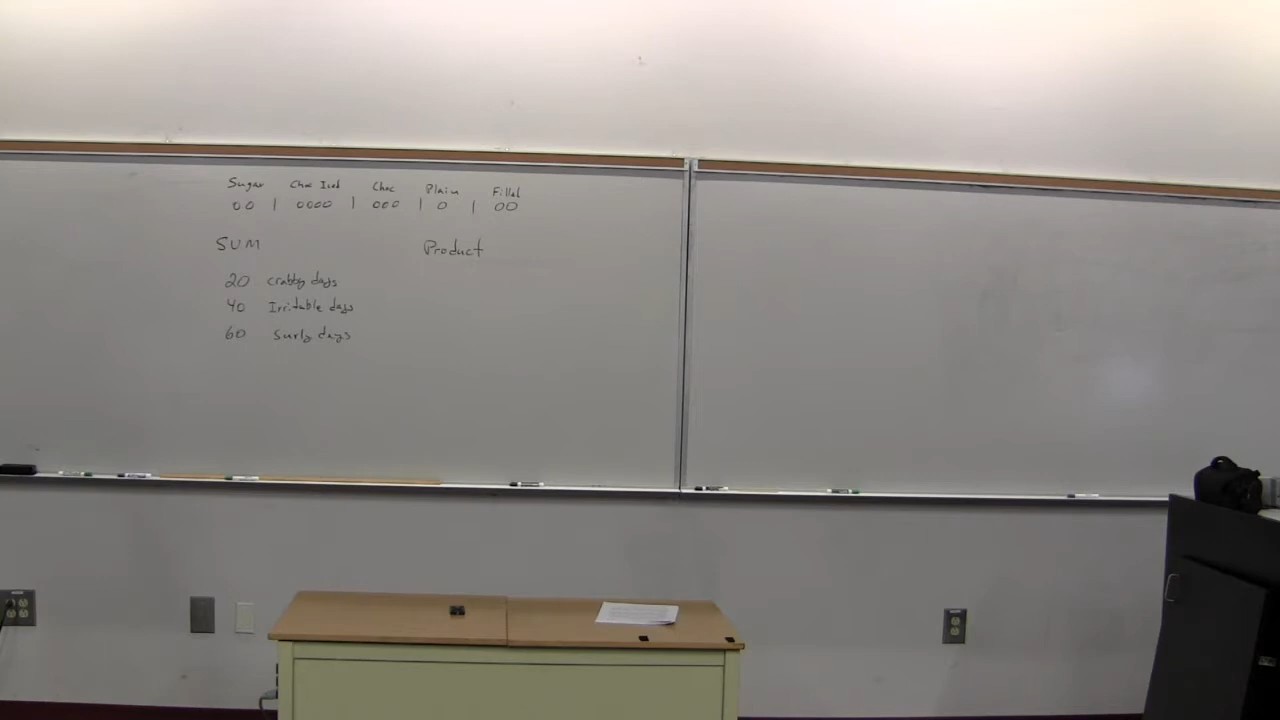 Sugar Choc Iced Choc Plain Filled
00 | 0000 | 000 | 0 | 00
SUM Product
20 crabby days
40 Irritable days
60 Surly days